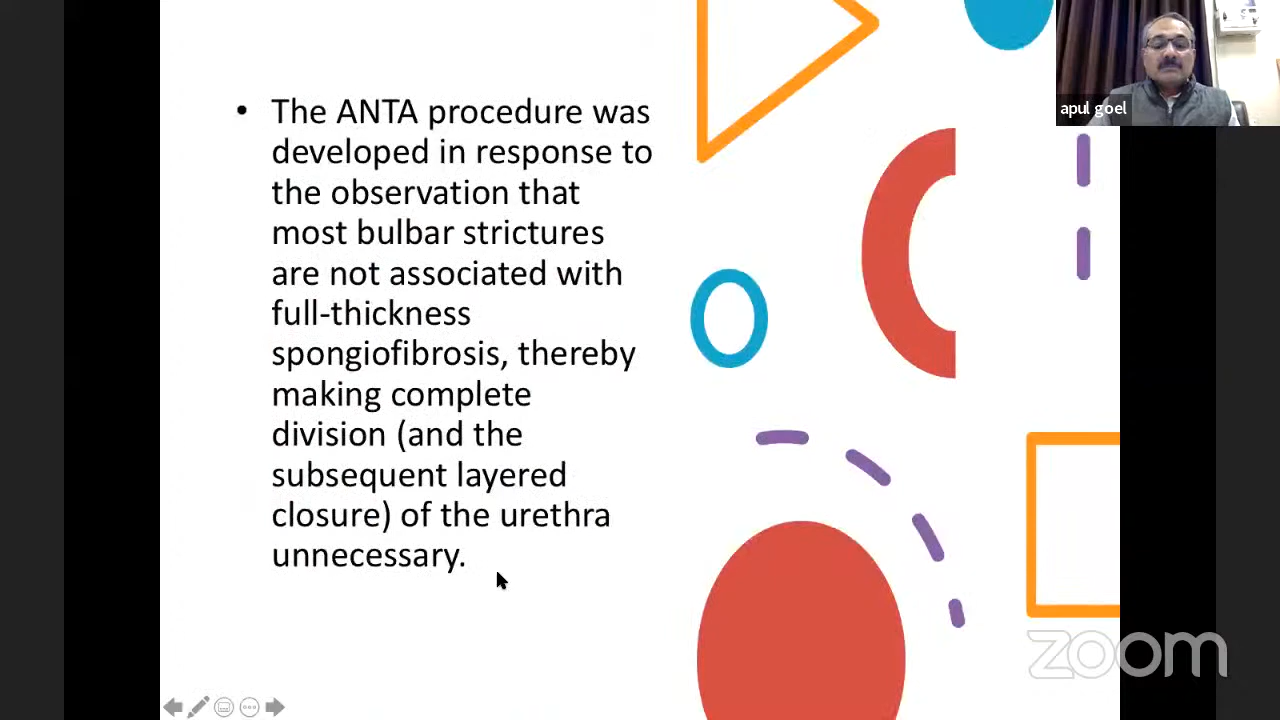 • The ANTA procedure was
developed in response to
the observation that
most bulbar strictures
are not associated with
full-thickness
spongiofibrosis, thereby
making complete
division (and the
subsequent layered
closure) of the urethra
unnecessary.
apul goel
zoom